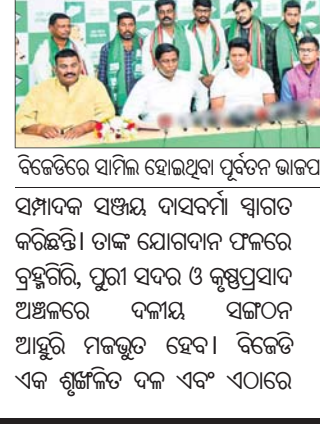 ବିଜେଡିରେ ସାମିଲ ହୋଇଥିବା ପୂର୍ବତନ ଭାଜପ
ସମ୍ପାଦକ ସଞ୍ଜୟ ଦାସବର୍ମା ସ୍ୱାଗତ
କରିଛନ୍ତି। ତାଙ୍କ ଯୋଗଦାନ ଫଳରେ
ବ୍ରହ୍ମଗିରି, ପୁରୀ ସଦର ଓ କୃଷ୍ଣପ୍ରସାଦ
ଅଞ୍ଚଳରେ ଦଳୀୟ ସଙ୍ଗଠନ
ଆହୁରି ମଜଭୁତ ହେବ। ବିଜେଡି
ଏକ ଶୃଙ୍ଖଳିତ ଦଳ ଏବଂ ଏଠାରେ